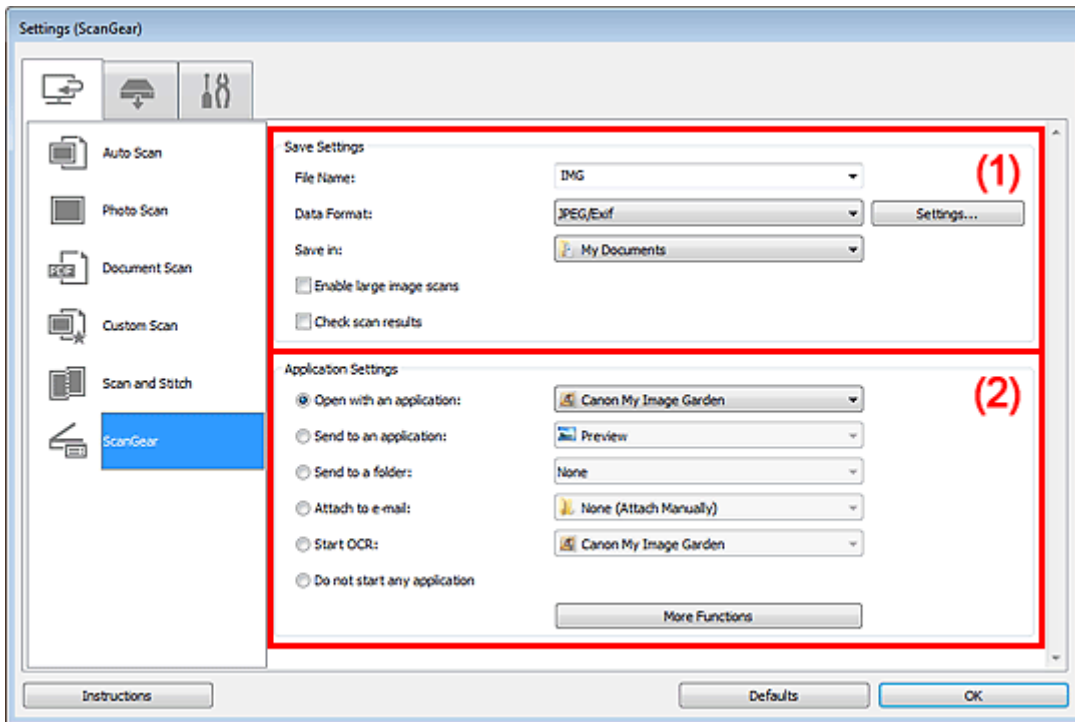 Settings (ScanGear)
Auto Scan
Photo Scan
PDF
Document Scan
Custom Scan
Scan and Stitch
ScanGear
Save Settings
(1)
File Name: IMG
Data Format: JPEG/Exif Settings...
Save in: My Documents
Enable large image scans
Check scan results
Application Settings
(2)
Open with an application: Canon My Image Garden
Send to an application: Preview
Send to a folder: None
Attach to e-mail: None (Attach Manually)
Start OCR: Canon My Image Garden
Do not start any application
More Functions
Instructions Defaults OK